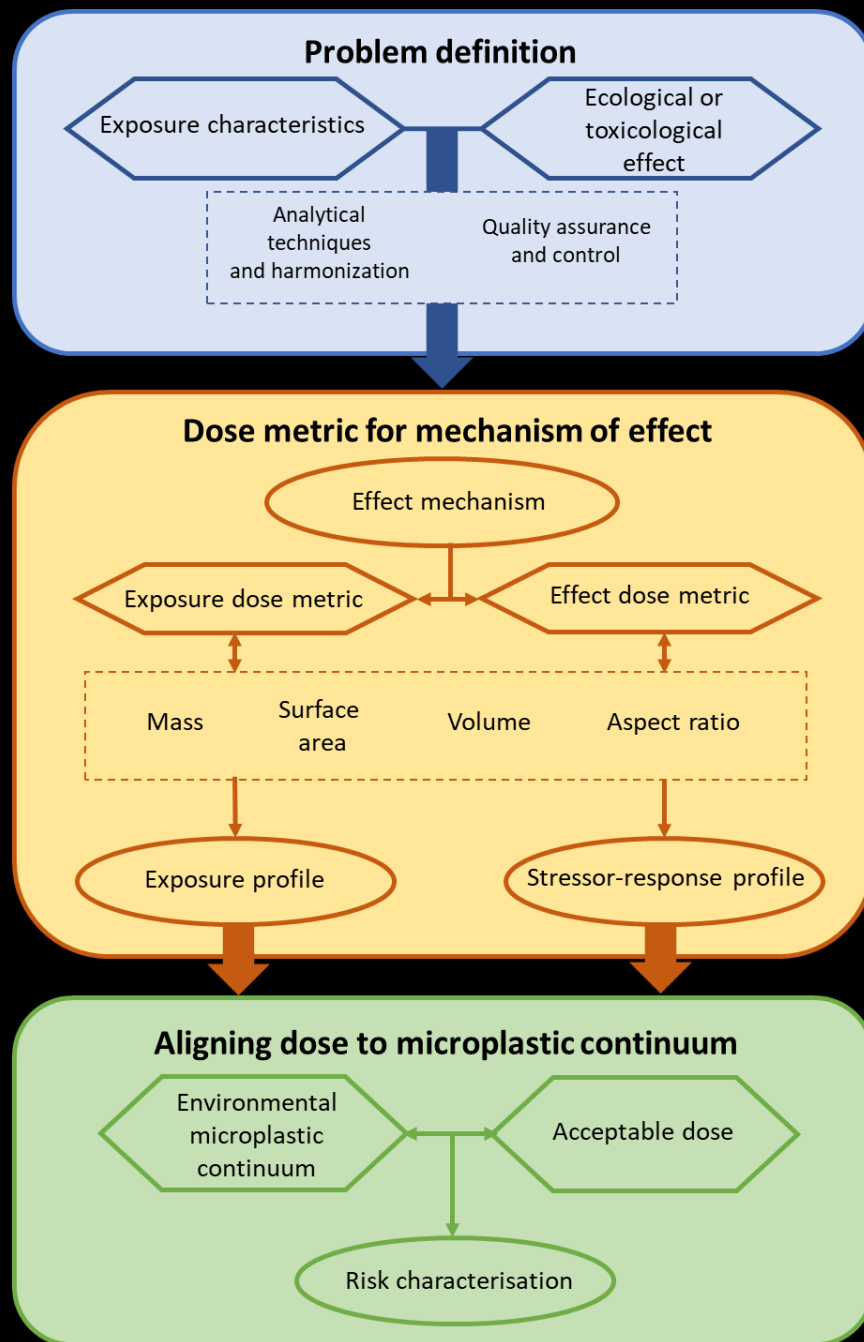 Problem definition
Exposure characteristics
Ecological or
toxicological
effect
Analytical
techniques
and harmonization
Quality assurance
and control
Dose metric for mechanism of effect
Effect mechanism
Exposure dose metric
Effect dose metric
Mass
Surface
area
Volume
Aspect ratio
Exposure profile
Stressor-response profile
Aligning dose to microplastic continuum
Environmental
microplastic
continuum
Acceptable dose
Risk characterisation